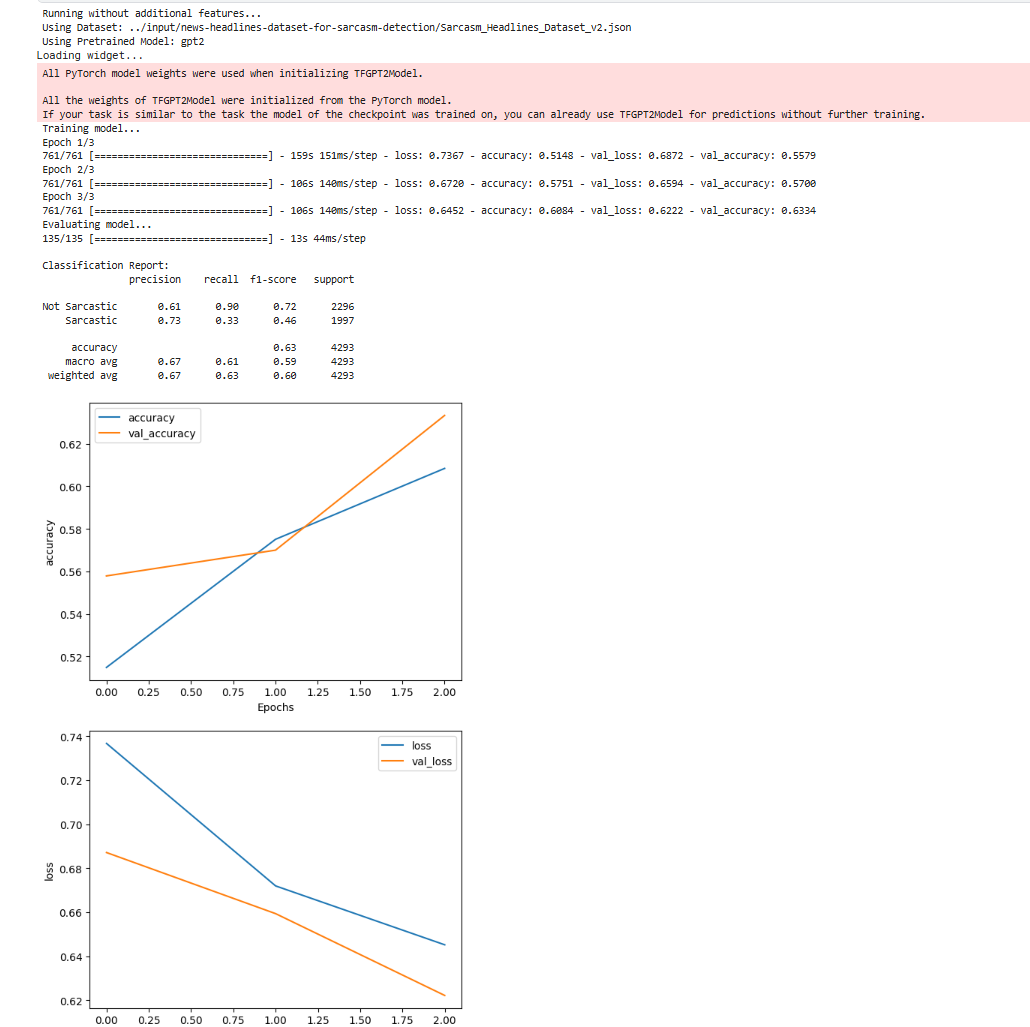 Running without additional features...
Using Dataset: ../input/news-headlines-dataset-for-sarcasm-detection/Sarcasm_Headlines_Dataset_v2.json
Using Pretrained Model: gpt2
Loading widget...
All PyTorch model weights were used when initializing TFGPT2Model.
All the weights of TFGPT2Model were initialized from the PyTorch model.
If your task is similar to the task the model of the checkpoint was trained on, you can already use TFGPT2Model for predictions without further training.
Training model...
Epoch 1/3
761/761 [==============================] - 159s 151ms/step - loss: 0.7367 - accuracy: 0.5148 - val_loss: 0.6872 - val_accuracy: 0.5579
Epoch 2/3
761/761 [==============================] - 106s 140ms/step - loss: 0.6720 - accuracy: 0.5751 - val_loss: 0.6594 - val_accuracy: 0.5700
Epoch 3/3
761/761 [==============================] - 106s 140ms/step - loss: 0.6452 - accuracy: 0.6084 - val_loss: 0.6222 - val_accuracy: 0.6334
Evaluating model...
135/135 [==============================] - 13s 44ms/step
Classification Report:
precision recall f1-score support
Not Sarcastic 0.61 0.90 0.72 2296
Sarcastic 0.73 0.33 0.46 1997
accuracy 0.63 4293
macro avg 0.67 0.61 0.59 4293
weighted avg 0.67 0.63 0.60 4293
accuracy
val_accuracy
0.62
0.60
0.58
0.56
0.54
0.52
accuracy
0.00 0.25 0.50 0.75 1.00 1.25 1.50 1.75 2.00
Epochs
loss
val_loss
0.74
0.72
0.70
0.68
0.66
0.64
0.62
loss
0.00 0.25 0.50 0.75 1.00 1.25 1.50 1.75 2.00